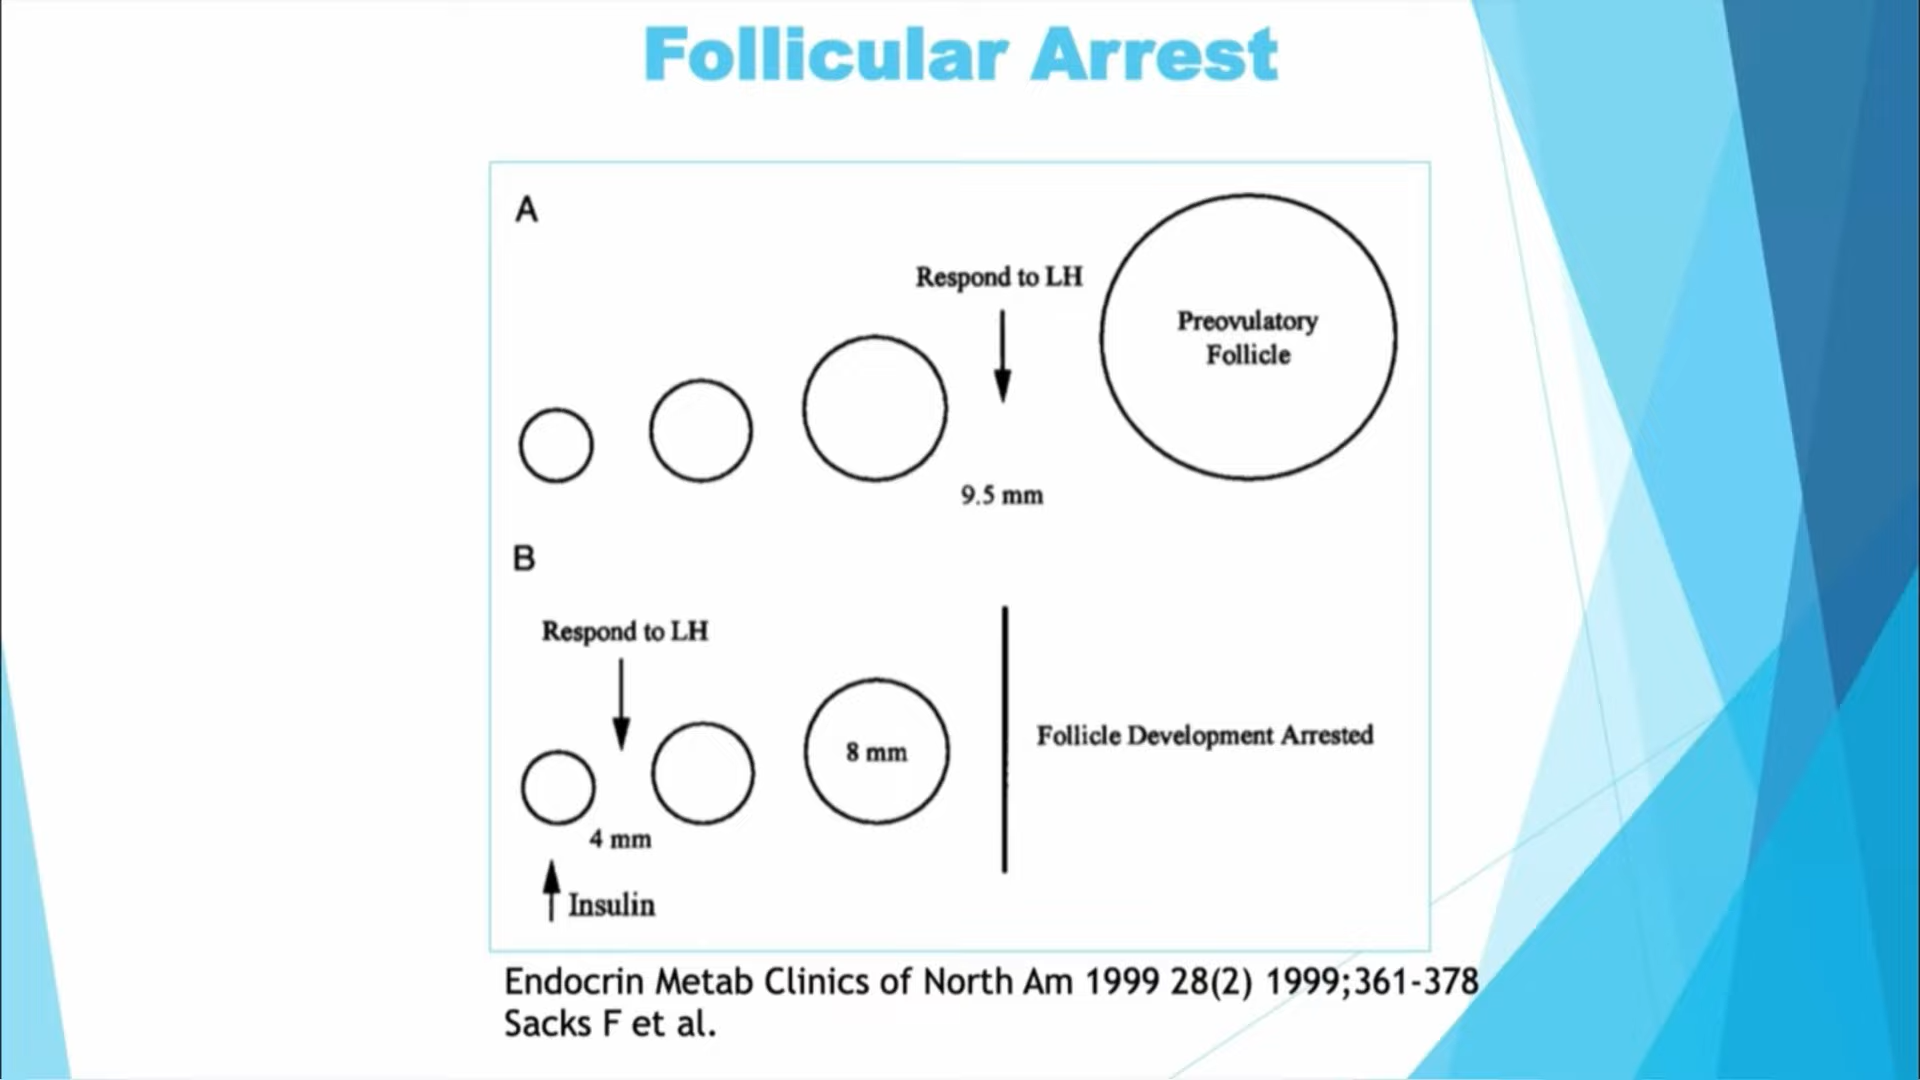 Follicular Arrest
A
Respond to LH
Preovulatory
Follicle
9.5 mm
B
Respond to LH
8 mm
Follicle Development Arrested
4 mm
Insulin
Endocrin Metab Clinics of North Am 1999 28(2) 1999;361-378
Sacks F et al.